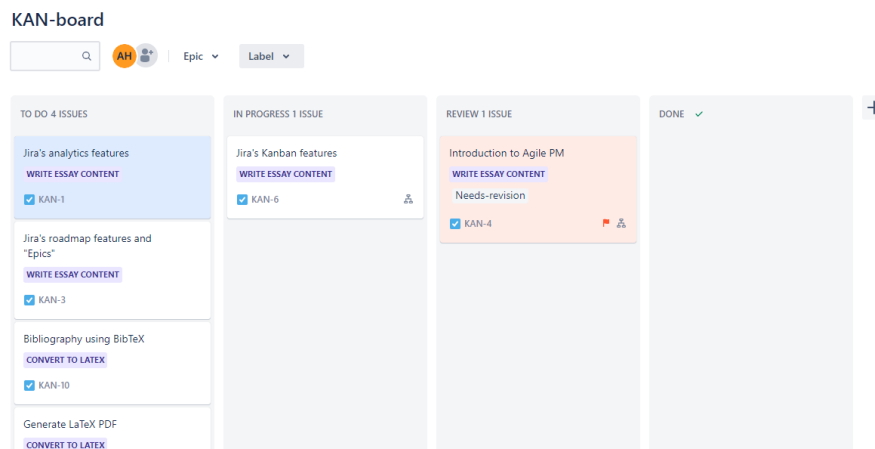 KAN-board
AH
Epic
Label
TO DO 4 ISSUES
Jira's analytics features
WRITE ESSAY CONTENT
KAN-1
Jira's roadmap features and
"Epics"
WRITE ESSAY CONTENT
KAN-3
Bibliography using BibTeX
CONVERT TO LATEX
KAN-10
Generate LaTeX PDF
CONVERT TO LATEX
IN PROGRESS 1 ISSUE
Jira's Kanban features
WRITE ESSAY CONTENT
KAN-6
REVIEW 1 ISSUE
Introduction to Agile PM
WRITE ESSAY CONTENT
Needs-revision
KAN-4
DONE